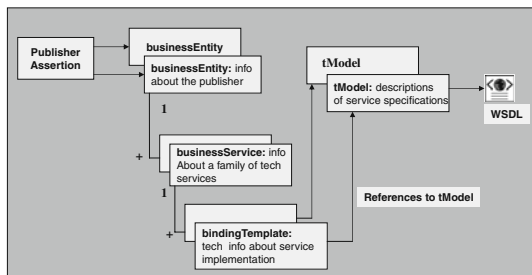 Publisher
Assertion
businessEntity
businessEntity: info
about the publisher
tModel
tModel: descriptions
of service specifications
WSDL
1
+
businessService: info
About a family of tech
services
1
References to tModel
+
bindingTemplate:
tech info about service
implementation